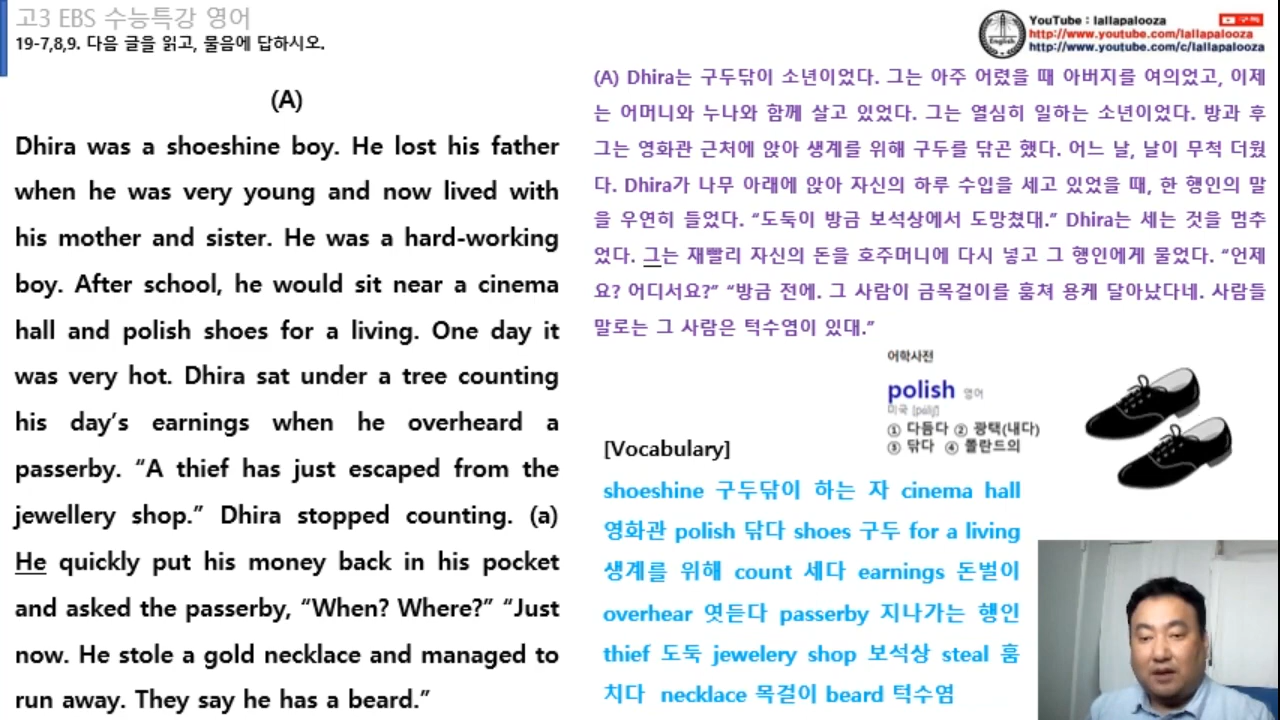 고3 EBS 수능특강 영어
19-7,8,9. 다음 글을 읽고, 물음에 답하시오.
YouTube : lallapalooza
구독
http://www.youtube.com/lallapalooza
http://www.youtube.com/c/lallapalooza
English
(A)
Dhira was a shoeshine boy. He lost his father
when he was very young and now lived with
his mother and sister. He was a hard-working
boy. After school, he would sit near a cinema
hall and polish shoes for a living. One day it
was very hot. Dhira sat under a tree counting
his day’s earnings when he overheard a
passerby. “A thief has just escaped from the
jewellery shop.” Dhira stopped counting. (a)
He quickly put his money back in his pocket
and asked the passerby, “When? Where?” “Just
now. He stole a gold necklace and managed to
run away. They say he has a beard.”
(A) Dhira는 구두닦이 소년이었다. 그는 아주 어렸을 때 아버지를 여의었고, 이제
는 어머니와 누나와 함께 살고 있었다. 그는 열심히 일하는 소년이었다. 방과 후
그는 영화관 근처에 앉아 생계를 위해 구두를 닦곤 했다. 어느 날, 날이 무척 더웠
다. Dhira가 나무 아래에 앉아 자신의 하루 수입을 세고 있었을 때, 한 행인의 말
을 우연히 들었다. “도둑이 방금 보석상에서 도망쳤대.” Dhira는 세는 것을 멈추
었다. 그는 재빨리 자신의 돈을 호주머니에 다시 넣고 그 행인에게 물었다. “언제
요? 어디서요?” “방금 전에. 그 사람이 금목걸이를 훔쳐 용케 달아났다네. 사람들
말로는 그 사람은 턱수염이 있대.”
어학사전
polish 영어
미국 [pάliʃ]
① 다듬다 ② 광택(내다)
③ 닦다 ④ 폴란드의
[Vocabulary]
shoeshine 구두닦이 하는 자 cinema hall
영화관 polish 닦다 shoes 구두 for a living
생계를 위해 count 세다 earnings 돈벌이
overhear 엿듣다 passerby 지나가는 행인
thief 도둑 jewelery shop 보석상 steal 훔
치다 necklace 목걸이 beard 턱수염